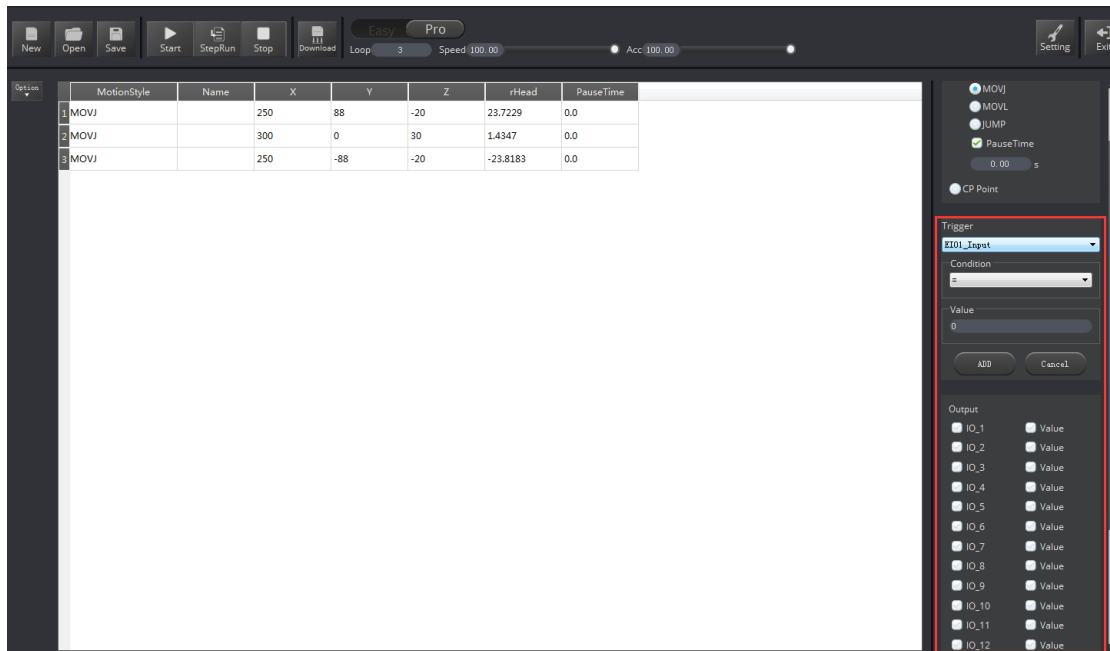 Easy Pro
New Open Save Start StepRun Stop Download Loop 3 Speed 100.00 Acc 100.00 Setting
Option
MotionStyle Name X Y Z rHead PauseTime
1 MOVJ 250 88 -20 23.7229 0.0
2 MOVJ 300 0 30 1.4347 0.0
3 MOVJ 250 -88 -20 -23.8183 0.0
MOVJ
MOVL
JUMP
PauseTime
0.00 s
CP Point
Trigger
EIO1_Input
Condition
=
Value
0
ADD Cancel
Output
IO_1 Value
IO_2 Value
IO_3 Value
IO_4 Value
IO_5 Value
IO_6 Value
IO_7 Value
IO_8 Value
IO_9 Value
IO_10 Value
IO_11 Value
IO_12 Value